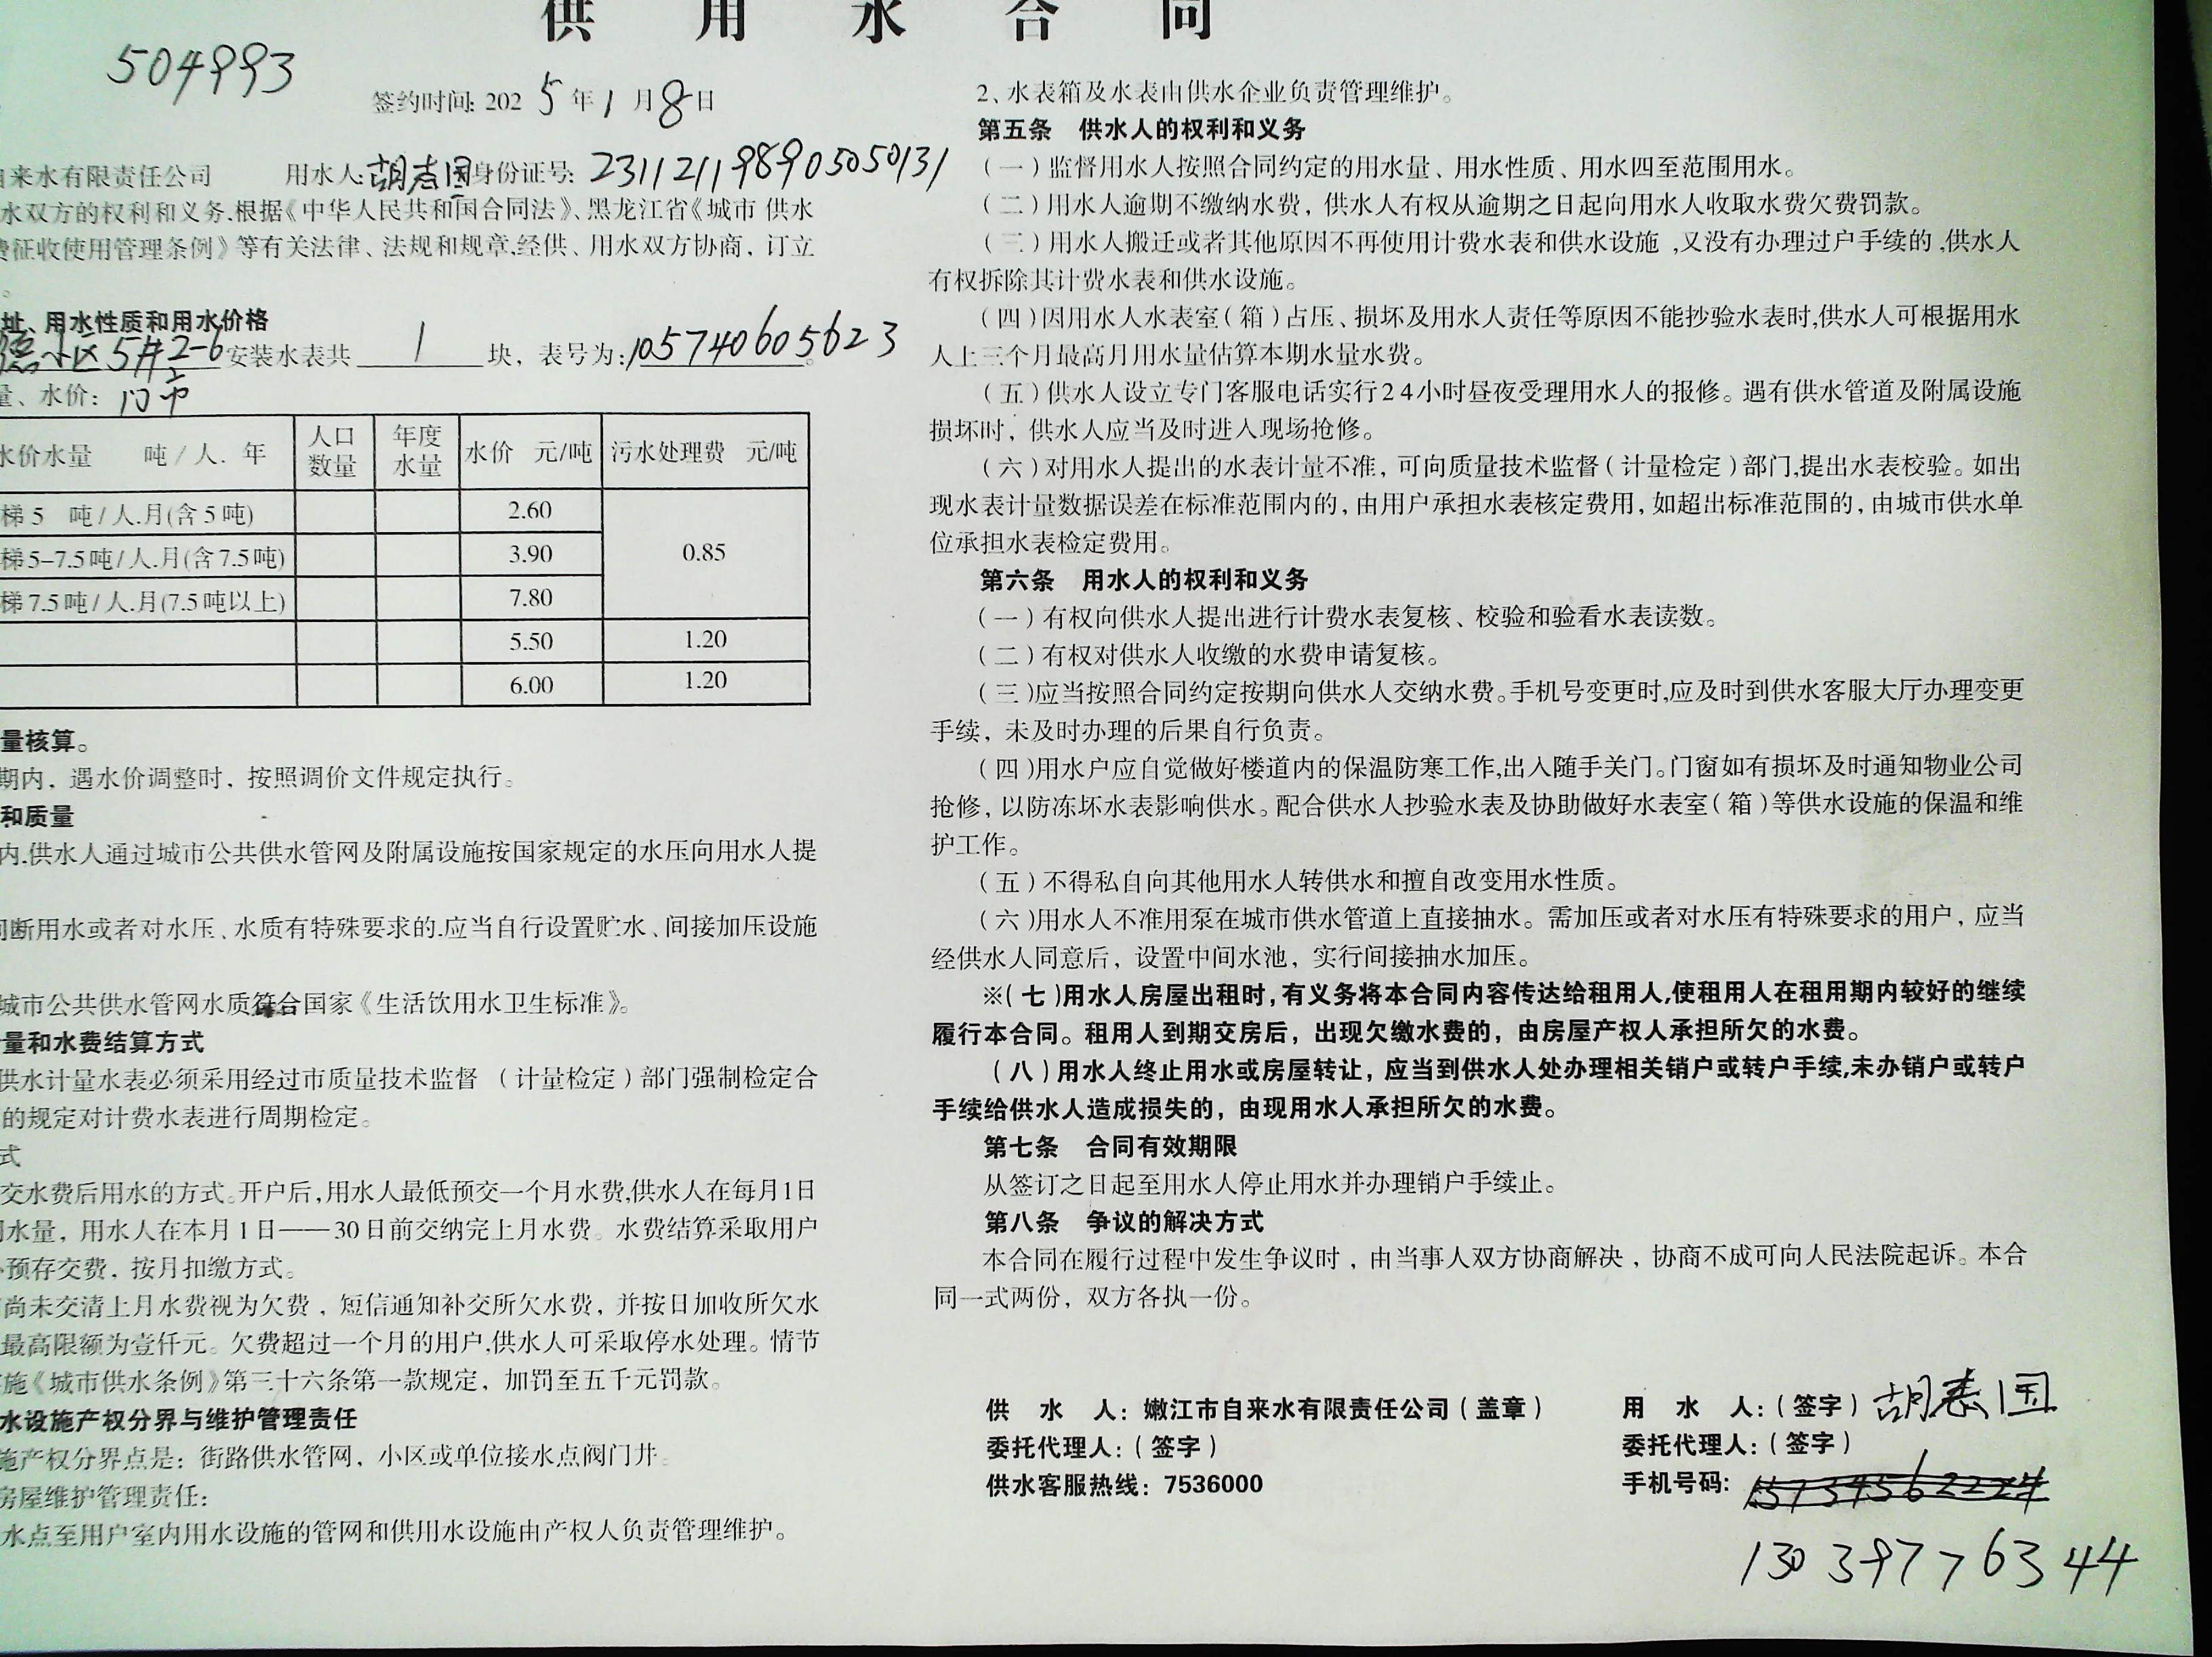 供 用 水 合 同
504993
签约时间: 2025年1月8日
自来水有限责任公司 用水人:胡志国 身份证号: 231121198905050131
水双方的权利和义务.根据《中华人民共和国合同法》、黑龙江省《城市 供水
费征收使用管理条例》等有关法律、法规和规章,经供、用水双方协商，订立
。
址、用水性质和用水价格
德小区5#2-6 安装水表共 1 块，表号为:105740605623。
量、水价: 门市
水价水量 吨/人. 年 人口数量 年度水量 水价 元/吨 污水处理费 元/吨
梯 5 吨/人.月(含 5 吨) 2.60 0.85
梯5-7.5吨/人.月(含7.5吨) 3.90
梯7.5吨/人.月(7.5吨以上) 7.80
5.50 1.20
6.00 1.20
量核算。
期内，遇水价调整时，按照调价文件规定执行。
和质量
内,供水人通过城市公共供水管网及附属设施按国家规定的水压向用水人提
间断用水或者对水压、水质有特殊要求的,应当自行设置贮水、间接加压设施
城市公共供水管网水质符合国家《生活饮用水卫生标准》。
量和水费结算方式
供水计量水表必须采用经过市质量技术监督 （计量检定)部门强制检定合
的规定对计费水表进行周期检定。
式
交水费后用水的方式。开户后,用水人最低预交一个月水费,供水人在每月1日
水量，用水人在本月1日——30日前交纳完上月水费。水费结算采取用户
预存交费，按月扣缴方式。
尚未交清上月水费视为欠费，短信通知补交所欠水费，并按日加收所欠水
最高限额为壹仟元。欠费超过一个月的用户,供水人可采取停水处理。情节
施《城市供水条例》第三十六条第一款规定，加罚至五千元罚款。
水设施产权分界与维护管理责任
施产权分界点是：街路供水管网，小区或单位接水点阀门井。
房屋维护管理责任:
水点至用户室内用水设施的管网和供用水设施由产权人负责管理维护。
2、水表箱及水表由供水企业负责管理维护。
第五条 供水人的权利和义务
(一)监督用水人按照合同约定的用水量、用水性质、用水四至范围用水。
(二)用水人逾期不缴纳水费，供水人有权从逾期之日起向用水人收取水费欠费罚款。
(三)用水人搬迁或者其他原因不再使用计费水表和供水设施 ,又没有办理过户手续的 ,供水人
有权拆除其计费水表和供水设施。
(四)因用水人水表室(箱)占压、损坏及用水人责任等原因不能抄验水表时,供水人可根据用水
人上三个月最高月用水量估算本期水量水费。
(五)供水人设立专门客服电话实行24小时昼夜受理用水人的报修。遇有供水管道及附属设施
损坏时，供水人应当及时进入现场抢修。
(六)对用水人提出的水表计量不准，可向质量技术监督(计量检定)部门,提出水表校验。如出
现水表计量数据误差在标准范围内的，由用户承担水表核定费用，如超出标准范围的，由城市供水单
位承担水表检定费用。
第六条 用水人的权利和义务
(一)有权向供水人提出进行计费水表复核、校验和验看水表读数。
(二)有权对供水人收缴的水费申请复核。
(三)应当按照合同约定按期向供水人交纳水费。手机号变更时,应及时到供水客服大厅办理变更
手续，未及时办理的后果自行负责。
(四)用水户应自觉做好楼道内的保温防寒工作,出入随手关门。门窗如有损坏及时通知物业公司
抢修，以防冻坏水表影响供水。配合供水人抄验水表及协助做好水表室(箱)等供水设施的保温和维
护工作。
(五)不得私自向其他用水人转供水和擅自改变用水性质。
(六)用水人不准用泵在城市供水管道上直接抽水。需加压或者对水压有特殊要求的用户，应当
经供水人同意后，设置中间水池，实行间接抽水加压。
※(七)用水人房屋出租时,有义务将本合同内容传达给租用人,使租用人在租用期内较好的继续
履行本合同。租用人到期交房后，出现欠缴水费的，由房屋产权人承担所欠的水费。
(八)用水人终止用水或房屋转让，应当到供水人处办理相关销户或转户手续,未办销户或转户
手续给供水人造成损失的，由现用水人承担所欠的水费。
第七条 合同有效期限
从签订之日起至用水人停止用水并办理销户手续止。
第八条 争议的解决方式
本合同在履行过程中发生争议时，由当事人双方协商解决，协商不成可向人民法院起诉。本合
同一式两份，双方各执一份。
供 水 人：嫩江市自来水有限责任公司(盖章) 用 水 人:(签字)胡志国
委托代理人:(签字) 委托代理人:(签字)
供水客服热线：7536000 手机号码:
13039776344